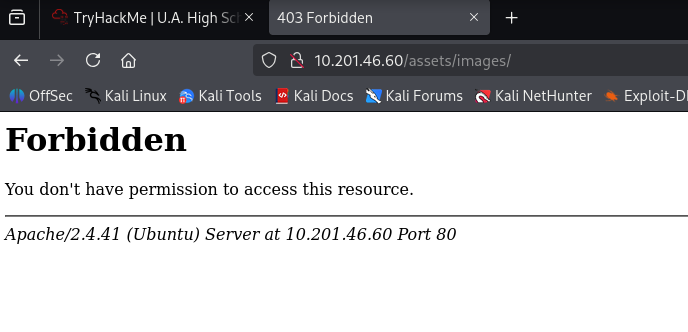 TryHackMe | U.A. High Sch
403 Forbidden
10.201.46.60/assets/images/
OffSec Kali Linux Kali Tools Kali Docs Kali Forums Kali NetHunter Exploit-D
Forbidden
You don't have permission to access this resource.
Apache/2.4.41 (Ubuntu) Server at 10.201.46.60 Port 80